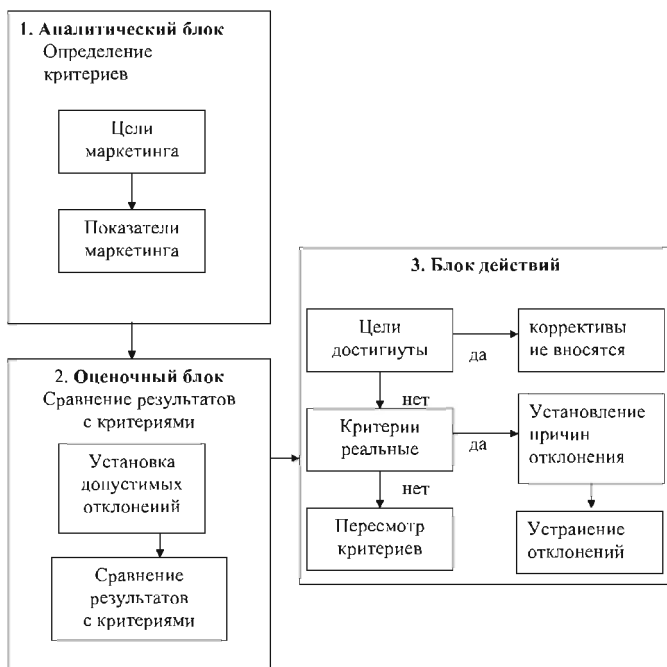 1. Аналитический блок
Определение
критериев
Цели
маркетинга
Показатели
маркетинга
2. Оценочный блок
Сравнение результатов
с критериями
Установка
допустимых
отклонений
Сравнение
результатов
с критериями
3. Блок действий
Цели
достигнуты
да
коррективы
не вносятся
нет
Критерии
реальные
да
Установление
причин
отклонения
нет
Пересмотр
критериев
Устранение
отклонений